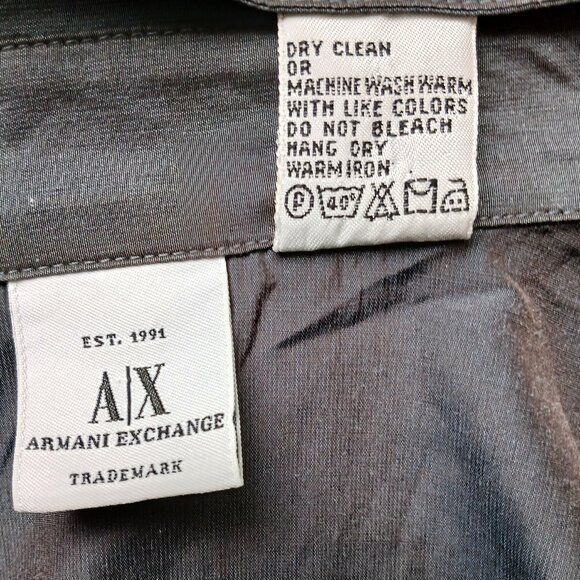 DRY CLEAN
OR
MACHINE WASH WARM
WITH LIKE COLORS
DO NOT BLEACH
HANG DRY
WARM IRON
P 40°
EST. 1991
A|X
ARMANI EXCHANGE
TRADEMARK